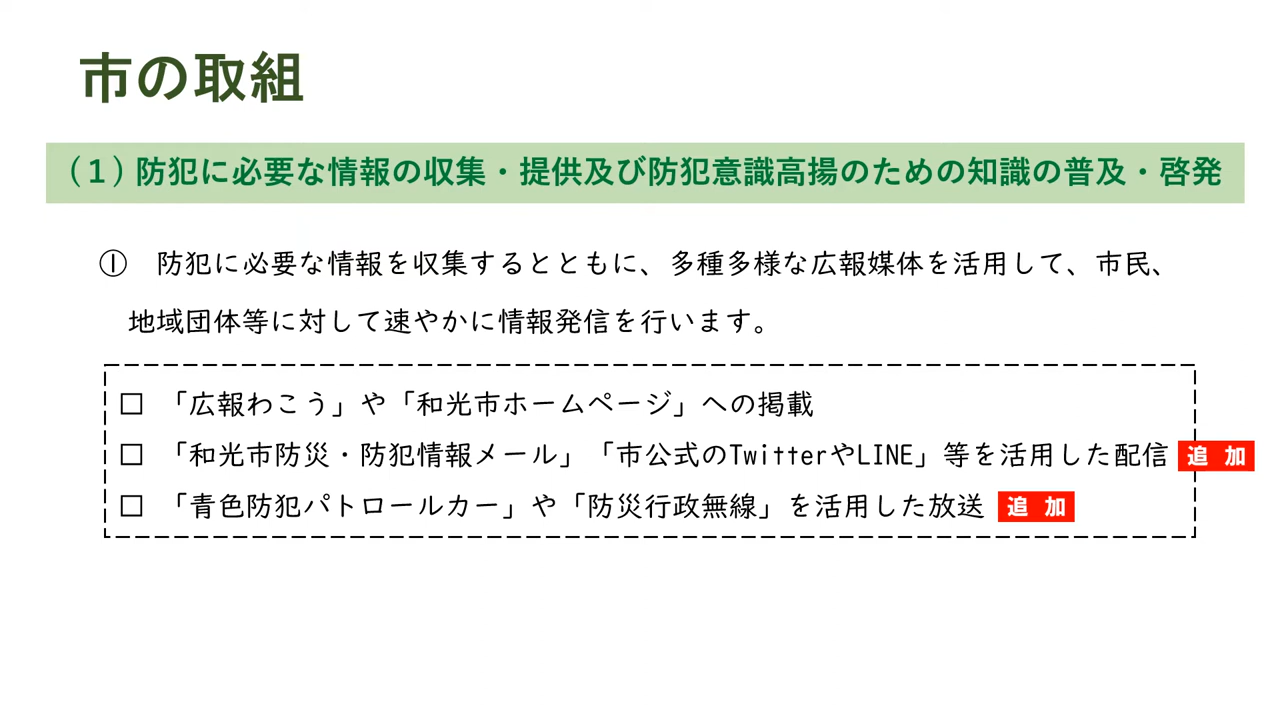 市の取組
（１）防犯に必要な情報の収集・提供及び防犯意識高揚のための知識の普及・啓発
①　防犯に必要な情報を収集するとともに、多種多様な広報媒体を活用して、市民、
地域団体等に対して速やかに情報発信を行います。
□　「広報わこう」や「和光市ホームページ」への掲載
□　「和光市防災・防犯情報メール」「市公式のTwitterやLINE」等を活用した配信 追 加
□　「青色防犯パトロールカー」や「防災行政無線」を活用した放送 追 加